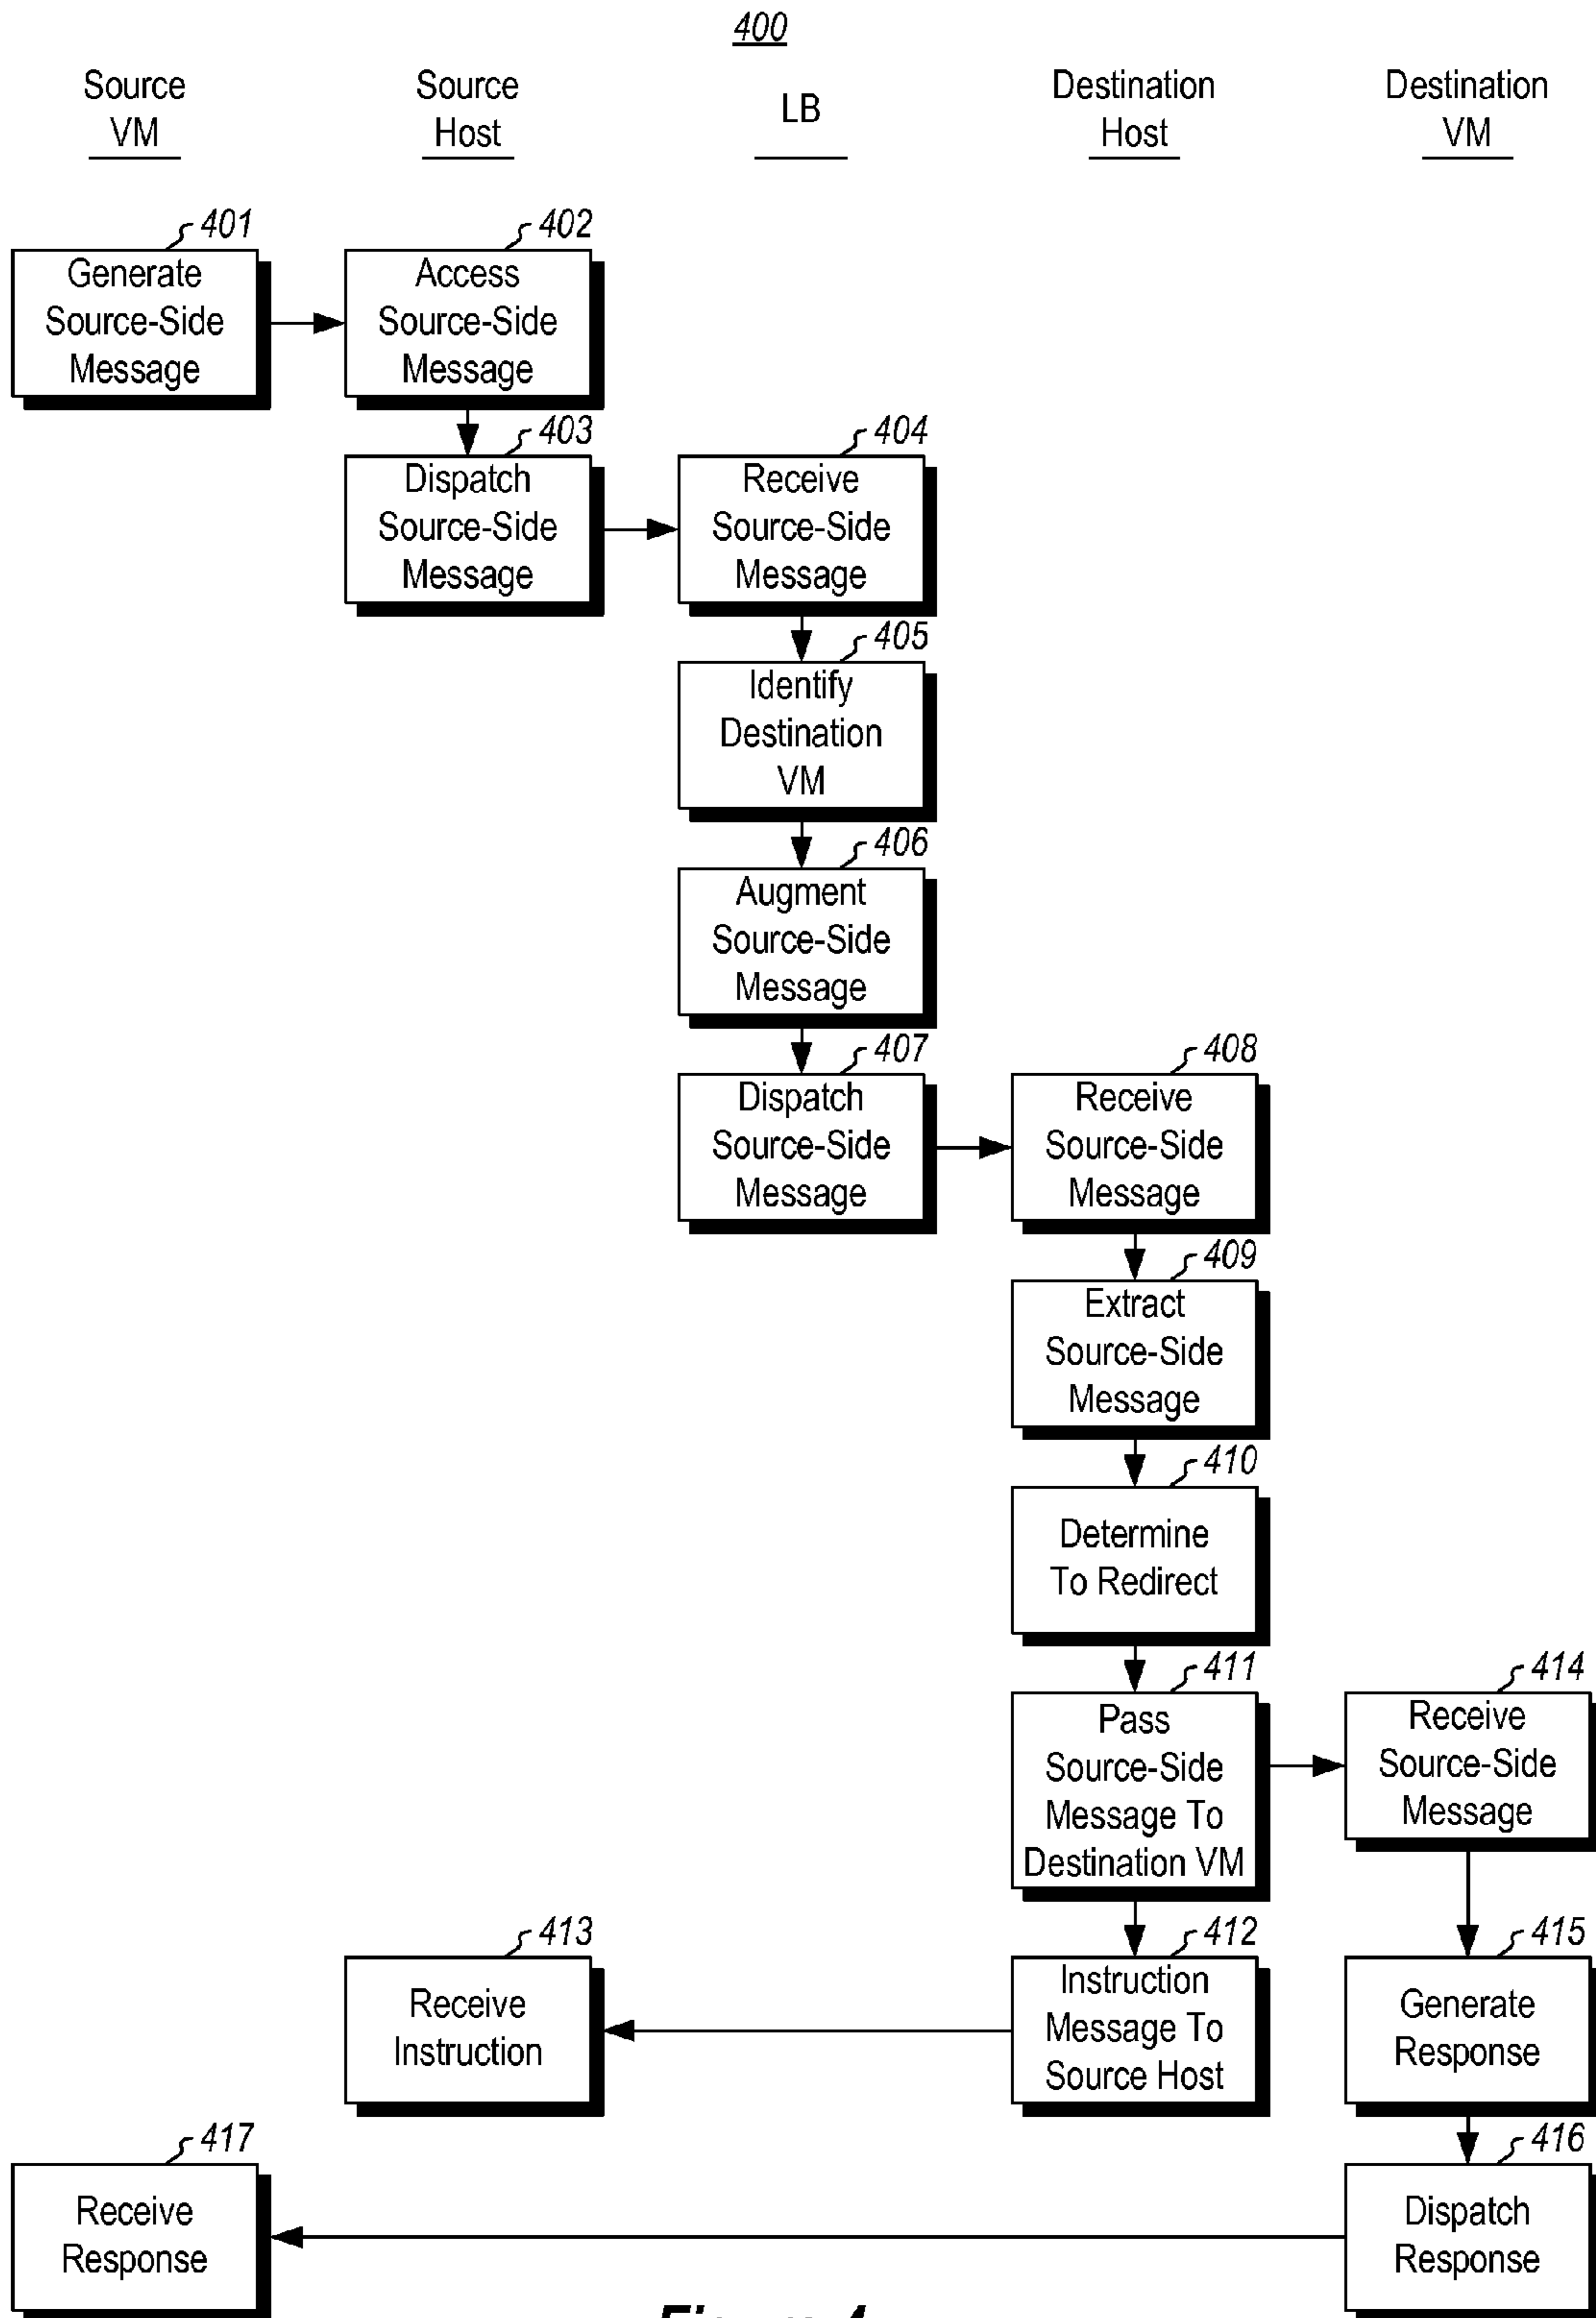 400
Source
VM
Source
Host
LB
Destination
Host
Destination
VM
401
Generate
Source-Side
Message
402
Access
Source-Side
Message
403
Dispatch
Source-Side
Message
404
Receive
Source-Side
Message
405
Identify
Destination
VM
406
Augment
Source-Side
Message
407
Dispatch
Source-Side
Message
408
Receive
Source-Side
Message
409
Extract
Source-Side
Message
410
Determine
To Redirect
411
Pass
Source-Side
Message To
Destination VM
414
Receive
Source-Side
Message
413
Receive
Instruction
412
Instruction
Message To
Source Host
415
Generate
Response
417
Receive
Response
416
Dispatch
Response